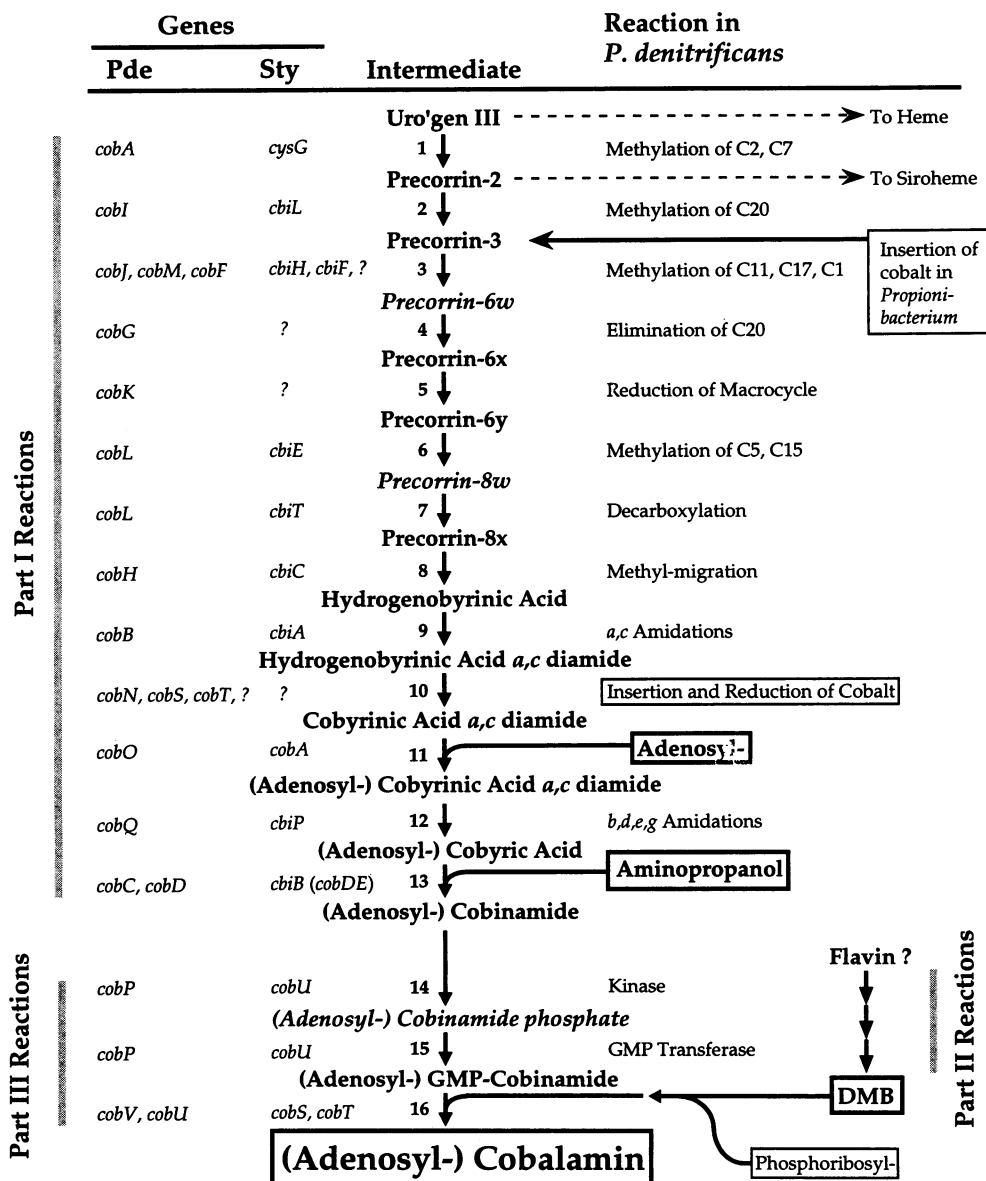 Genes
Reaction in
Pde Sty Intermediate P. denitrificans
Uro'gen III To Heme
cobA cysG 1 Methylation of C2, C7
Precorrin-2 To Siroheme
cobI cbiL 2 Methylation of C20
Precorrin-3
Insertion of
cobalt in
Propioni-
bacterium
cobJ, cobM, cobF cbiH, cbiF, ? 3 Methylation of C11, C17, C1
Precorrin-6w
cobG ? 4 Elimination of C20
Precorrin-6x
cobK ? 5 Reduction of Macrocycle
Precorrin-6y
cobL cbiE 6 Methylation of C5, C15
Precorrin-8w
cobL cbiT 7 Decarboxylation
Precorrin-8x
cobH cbiC 8 Methyl-migration
Hydrogenobyrinic Acid
cobB cbiA 9 a,c Amidations
Hydrogenobyrinic Acid a,c diamide
cobN, cobS, cobT, ? ? 10 Insertion and Reduction of Cobalt
Cobyrinic Acid a,c diamide
cobO cobA 11 Adenosyl-
(Adenosyl-) Cobyrinic Acid a,c diamide
cobQ cbiP 12 b,d,e,g Amidations
(Adenosyl-) Cobyric Acid
cobC, cobD cbiB (cobDE) 13 Aminopropanol
(Adenosyl-) Cobinamide
Part I Reactions
Flavin ?
cobP cobU 14 Kinase
(Adenosyl-) Cobinamide phosphate
cobP cobU 15 GMP Transferase
(Adenosyl-) GMP-Cobinamide
DMB
cobV, cobU cobS, cobT 16
(Adenosyl-) Cobalamin
Phosphoribosyl-
Part III Reactions
Part II Reactions